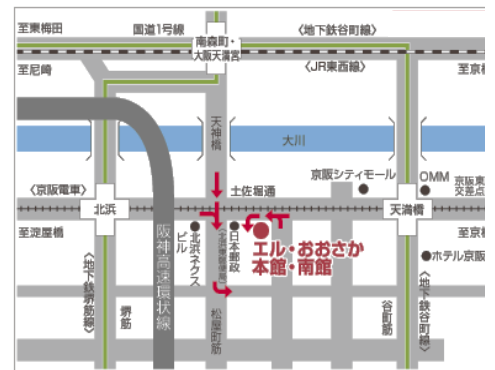 至東梅田
国道1号線
〈地下鉄谷町線〉
南森町・
大阪天満宮
至尼崎
〈JR東西線〉
至京橋
天神橋
大川
京阪シティモール
OMM
京阪東
交差点
〈京阪電車〉
土佐堀通
北浜
天満橋
至淀屋橋
至京橋
阪神高速環状線
北浜ネクス
ビル
日本郵政
エル・おおさか
本館・南館
ホテル京阪
〈地下鉄堺筋線〉
堺筋
松屋町筋
谷町筋
〈地下鉄谷町線〉